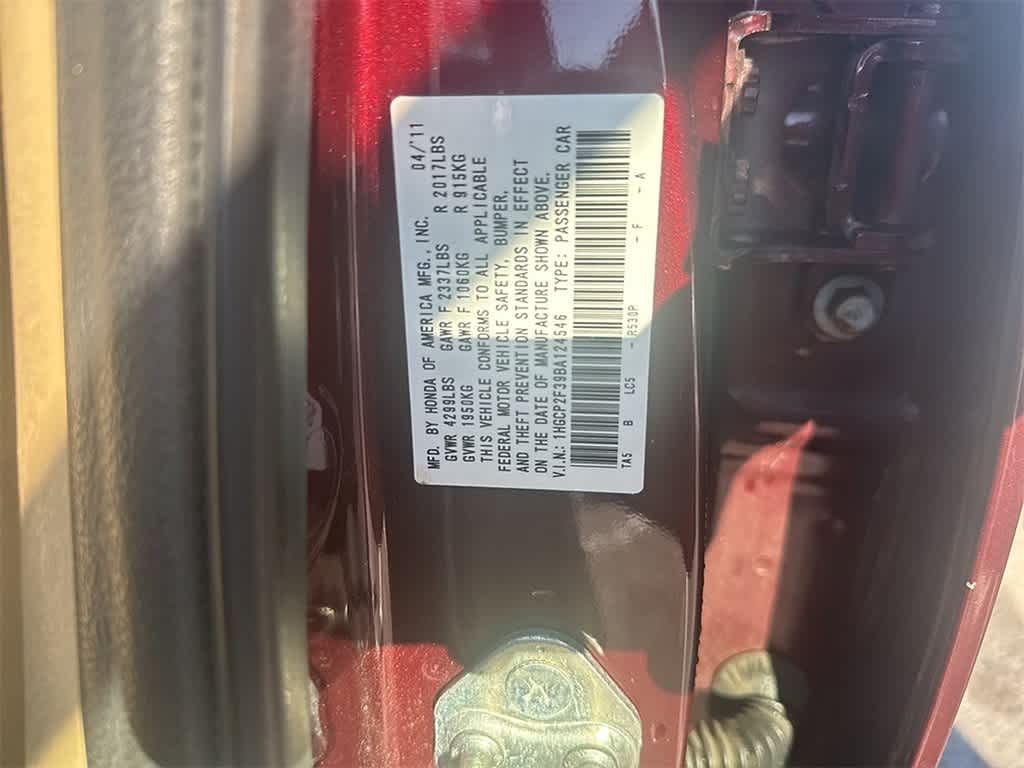 MFD. BY HONDA OF AMERICA MFG., INC. 04/'11
GVWR 4299LBS GAWR F 2337LBS R 2017LBS
GVWR 1950KG GAWR F 1060KG R 915KG
THIS VEHICLE CONFORMS TO ALL APPLICABLE
FEDERAL MOTOR VEHICLE SAFETY, BUMPER,
AND THEFT PREVENTION STANDARDS IN EFFECT
ON THE DATE OF MANUFACTURE SHOWN ABOVE.
V.I.N.: 1HGCP2F39BA124546 TYPE: PASSENGER CAR
TA5 B LC5 - R530P - F - A